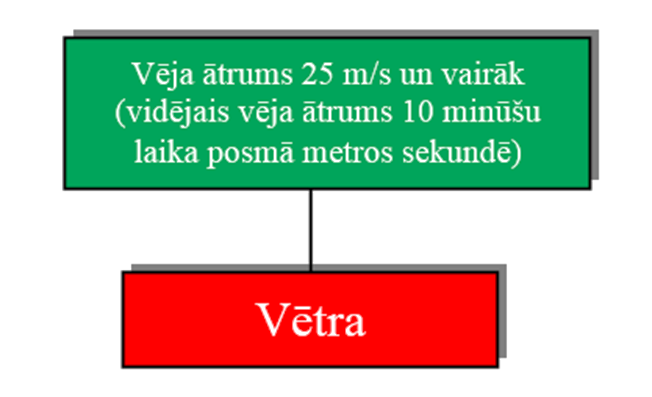 Vēja ātrums 25 m/s un vairāk
(vidējais vēja ātrums 10 minūšu
laika posmā metros sekundē)
Vētra